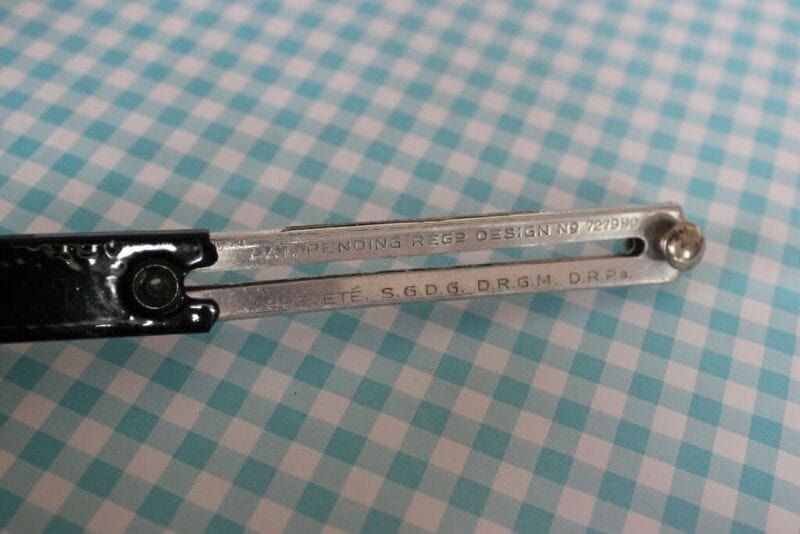 PAT. PENDING REGD DESIGN No 727990
BREVETÉ. S.G.D.G. D.R.G.M. D.R.Pa.